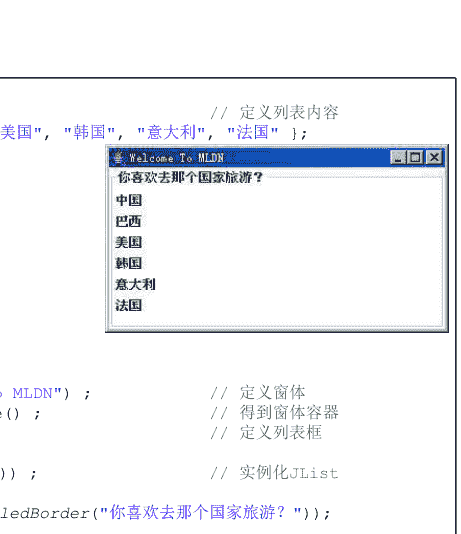 // 定义列表内容
美国", "韩国", "意大利", "法国" };
Welcome To MLDN
你喜欢去那个国家旅游？
中国
巴西
美国
韩国
意大利
法国
o MLDN") ; // 定义窗体
e() ; // 得到窗体容器
// 定义列表框
)) ; // 实例化JList
ledBorder("你喜欢去那个国家旅游？"));